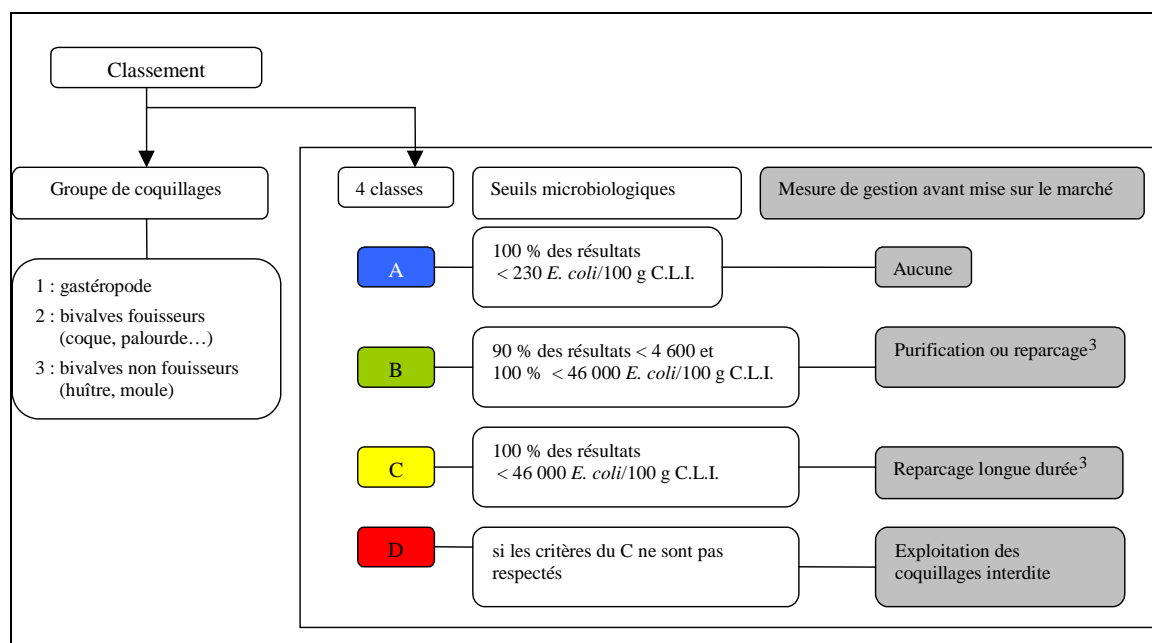 Classement
Groupe de coquillages
4 classes
Seuils microbiologiques
Mesure de gestion avant mise sur le marché
1 : gastéropode
2 : bivalves fouisseurs
(coque, palourde…)
3 : bivalves non fouisseurs
(huître, moule)
A
100 % des résultats
< 230 E. coli/100 g C.L.I.
Aucune
B
90 % des résultats < 4 600 et
100 % < 46 000 E. coli/100 g C.L.I.
Purification ou reparcage3
C
100 % des résultats
< 46 000 E. coli/100 g C.L.I.
Reparcage longue durée3
D
si les critères du C ne sont pas
respectés
Exploitation des
coquillages interdite